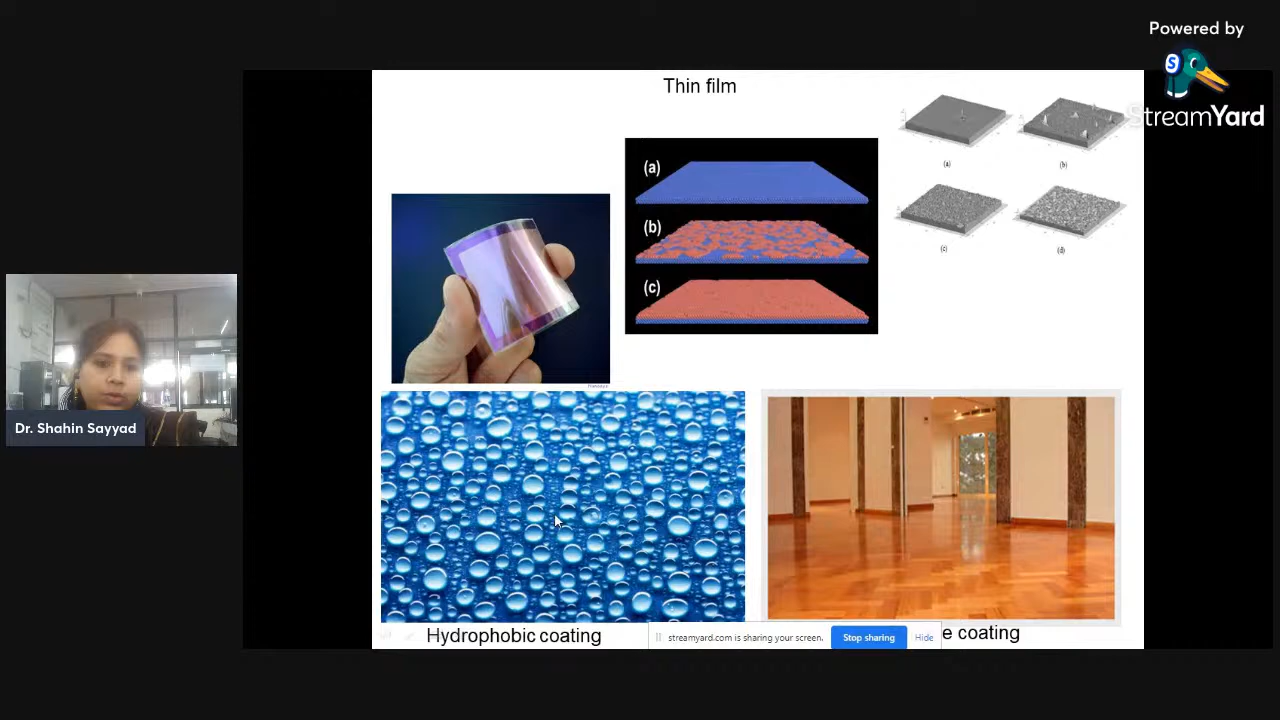 Powered by
StreamYard
Thin film
(a)
(b)
(c)
(a)
(b)
(c)
(d)
Dr. Shahin Sayyad
Hydrophobic coating
streamyard.com is sharing your screen.
Stop sharing
Hide
e coating